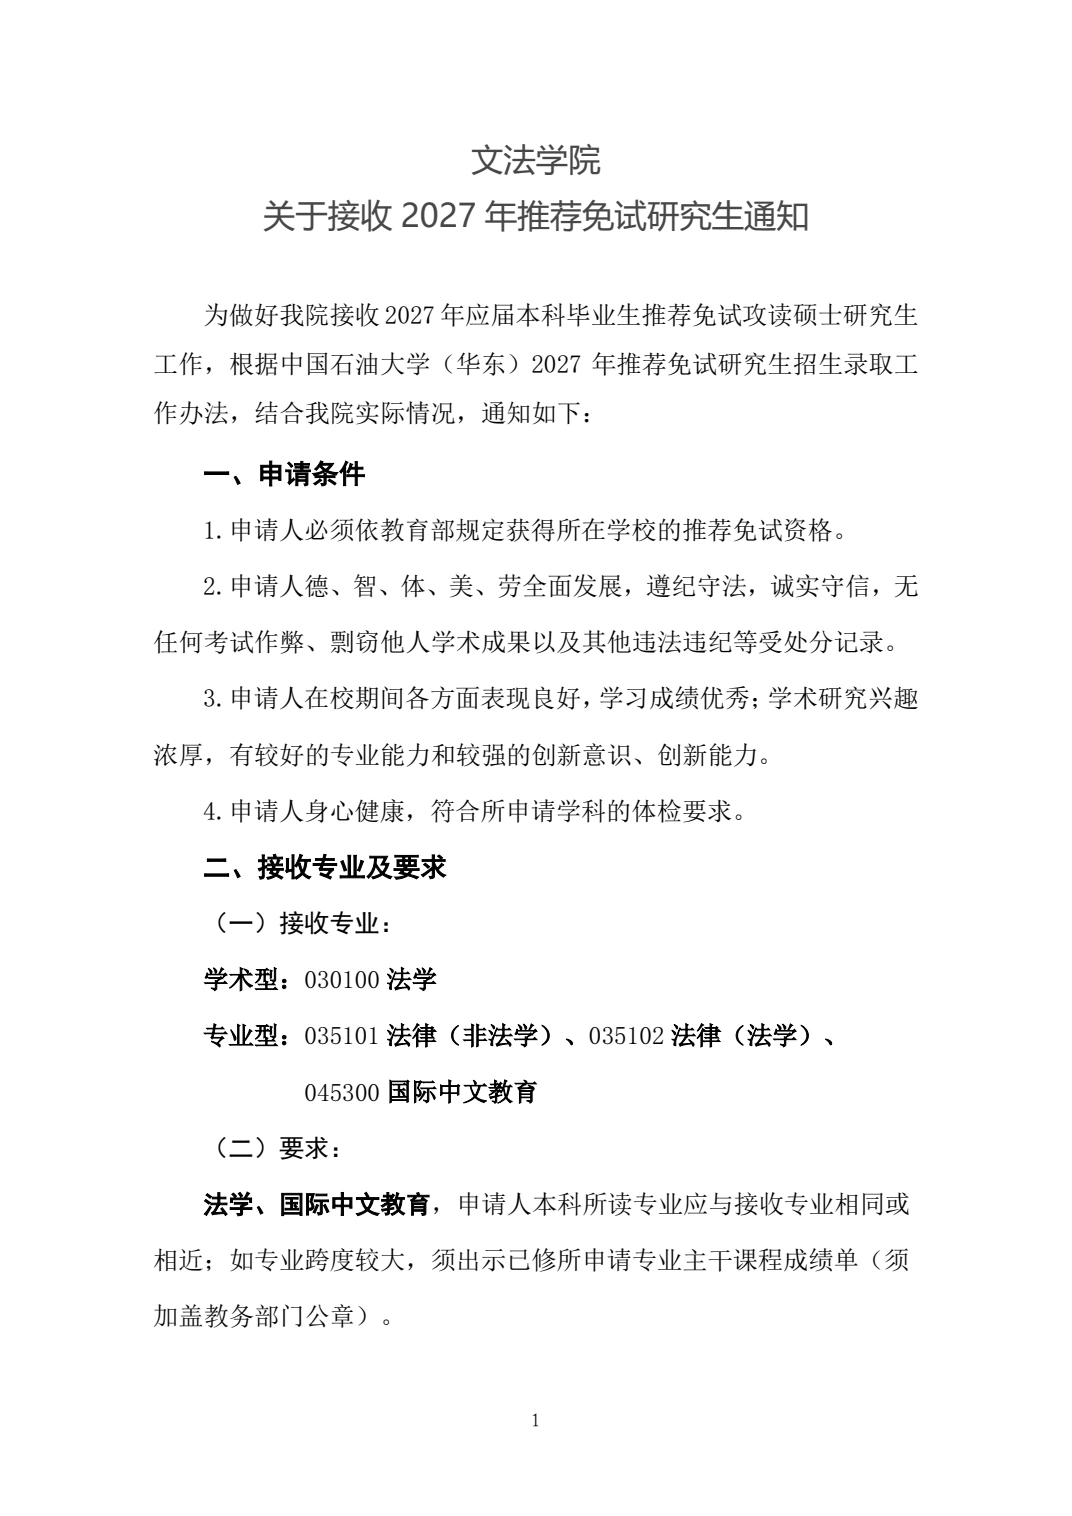 文法学院
关于接收 2027 年推荐免试研究生通知
为做好我院接收 2027 年应届本科毕业生推荐免试攻读硕士研究生
工作，根据中国石油大学（华东）2027 年推荐免试研究生招生录取工
作办法，结合我院实际情况，通知如下：
一、申请条件
1.申请人必须依教育部规定获得所在学校的推荐免试资格。
2.申请人德、智、体、美、劳全面发展，遵纪守法，诚实守信，无
任何考试作弊、剽窃他人学术成果以及其他违法违纪等受处分记录。
3.申请人在校期间各方面表现良好，学习成绩优秀；学术研究兴趣
浓厚，有较好的专业能力和较强的创新意识、创新能力。
4.申请人身心健康，符合所申请学科的体检要求。
二、接收专业及要求
（一）接收专业：
学术型：030100 法学
专业型：035101 法律（非法学）、035102 法律（法学）、
045300 国际中文教育
（二）要求：
法学、国际中文教育，申请人本科所读专业应与接收专业相同或
相近；如专业跨度较大，须出示已修所申请专业主干课程成绩单（须
加盖教务部门公章）。
1